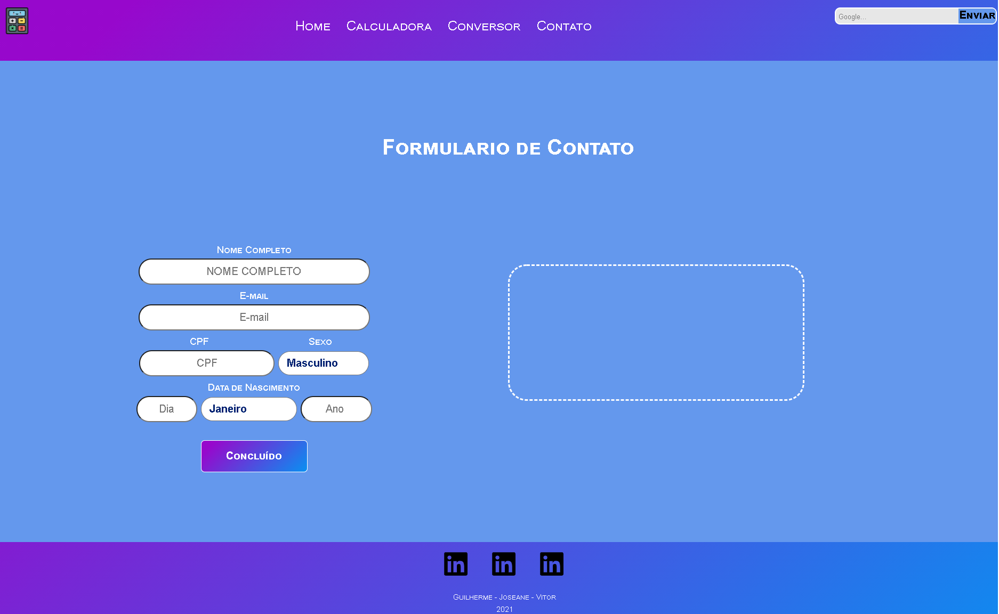 Home Calculadora Conversor Contato
Google... Enviar
Formulario de Contato
Nome Completo
NOME COMPLETO
E-mail
E-mail
CPF Sexo
CPF Masculino
Data de Nascimento
Dia Janeiro Ano
Concluído
in in in
Guilherme - Joseane - Vitor
2021